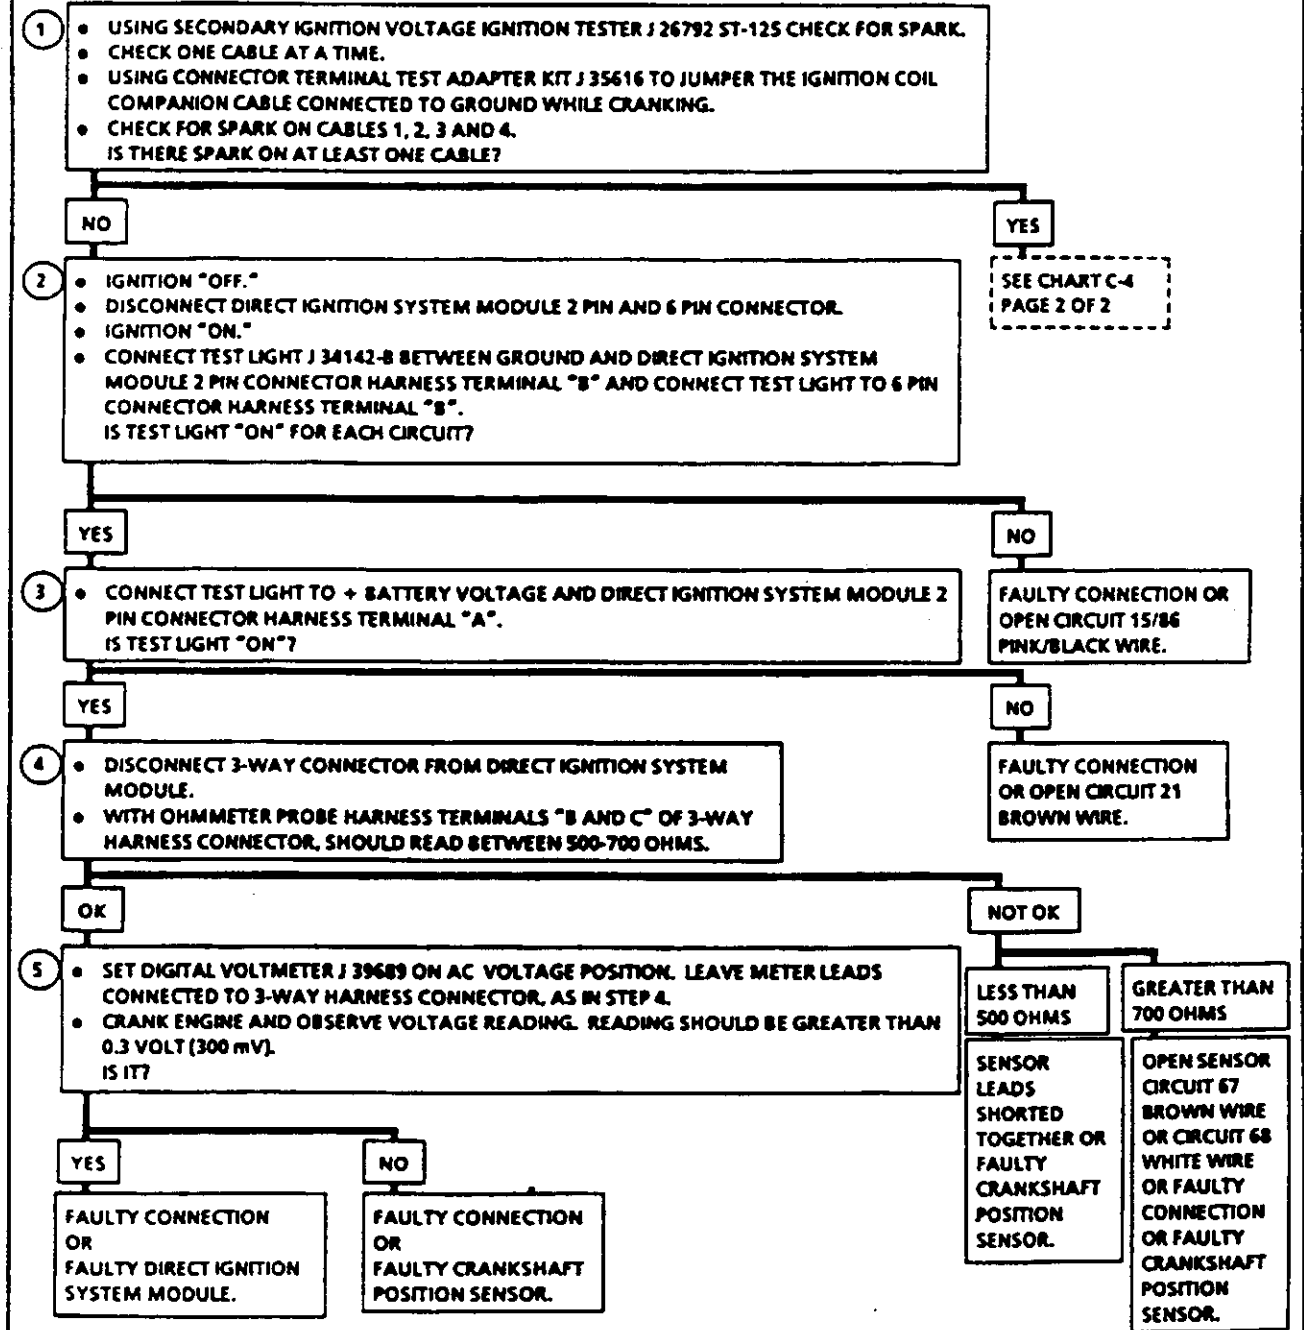 1
• USING SECONDARY IGNITION VOLTAGE IGNITION TESTER J 26792 ST-125 CHECK FOR SPARK.
• CHECK ONE CABLE AT A TIME.
• USING CONNECTOR TERMINAL TEST ADAPTER KIT J 35616 TO JUMPER THE IGNITION COIL
COMPANION CABLE CONNECTED TO GROUND WHILE CRANKING.
• CHECK FOR SPARK ON CABLES 1, 2, 3 AND 4.
IS THERE SPARK ON AT LEAST ONE CABLE?
NO
YES
SEE CHART C-4
PAGE 2 OF 2
2
• IGNITION "OFF."
• DISCONNECT DIRECT IGNITION SYSTEM MODULE 2 PIN AND 6 PIN CONNECTOR.
• IGNITION "ON."
• CONNECT TEST LIGHT J 34142-B BETWEEN GROUND AND DIRECT IGNITION SYSTEM
MODULE 2 PIN CONNECTOR HARNESS TERMINAL "B" AND CONNECT TEST LIGHT TO 6 PIN
CONNECTOR HARNESS TERMINAL "B".
IS TEST LIGHT "ON" FOR EACH CIRCUIT?
YES
NO
FAULTY CONNECTION OR
OPEN CIRCUIT 15/86
PINK/BLACK WIRE.
3
• CONNECT TEST LIGHT TO + BATTERY VOLTAGE AND DIRECT IGNITION SYSTEM MODULE 2
PIN CONNECTOR HARNESS TERMINAL "A".
IS TEST LIGHT "ON"?
YES
NO
FAULTY CONNECTION
OR OPEN CIRCUIT 21
BROWN WIRE.
4
• DISCONNECT 3-WAY CONNECTOR FROM DIRECT IGNITION SYSTEM
MODULE.
• WITH OHMMETER PROBE HARNESS TERMINALS "B AND C" OF 3-WAY
HARNESS CONNECTOR, SHOULD READ BETWEEN 500-700 OHMS.
OK
NOT OK
5
• SET DIGITAL VOLTMETER J 39689 ON AC VOLTAGE POSITION. LEAVE METER LEADS
CONNECTED TO 3-WAY HARNESS CONNECTOR, AS IN STEP 4.
• CRANK ENGINE AND OBSERVE VOLTAGE READING. READING SHOULD BE GREATER THAN
0.3 VOLT (300 mV).
IS IT?
YES
FAULTY CONNECTION
OR
FAULTY DIRECT IGNITION
SYSTEM MODULE.
NO
FAULTY CONNECTION
OR
FAULTY CRANKSHAFT
POSITION SENSOR.
LESS THAN
500 OHMS
SENSOR
LEADS
SHORTED
TOGETHER OR
FAULTY
CRANKSHAFT
POSITION
SENSOR.
GREATER THAN
700 OHMS
OPEN SENSOR
CIRCUIT 67
BROWN WIRE
OR CIRCUIT 68
WHITE WIRE
OR FAULTY
CONNECTION
OR FAULTY
CRANKSHAFT
POSITION
SENSOR.